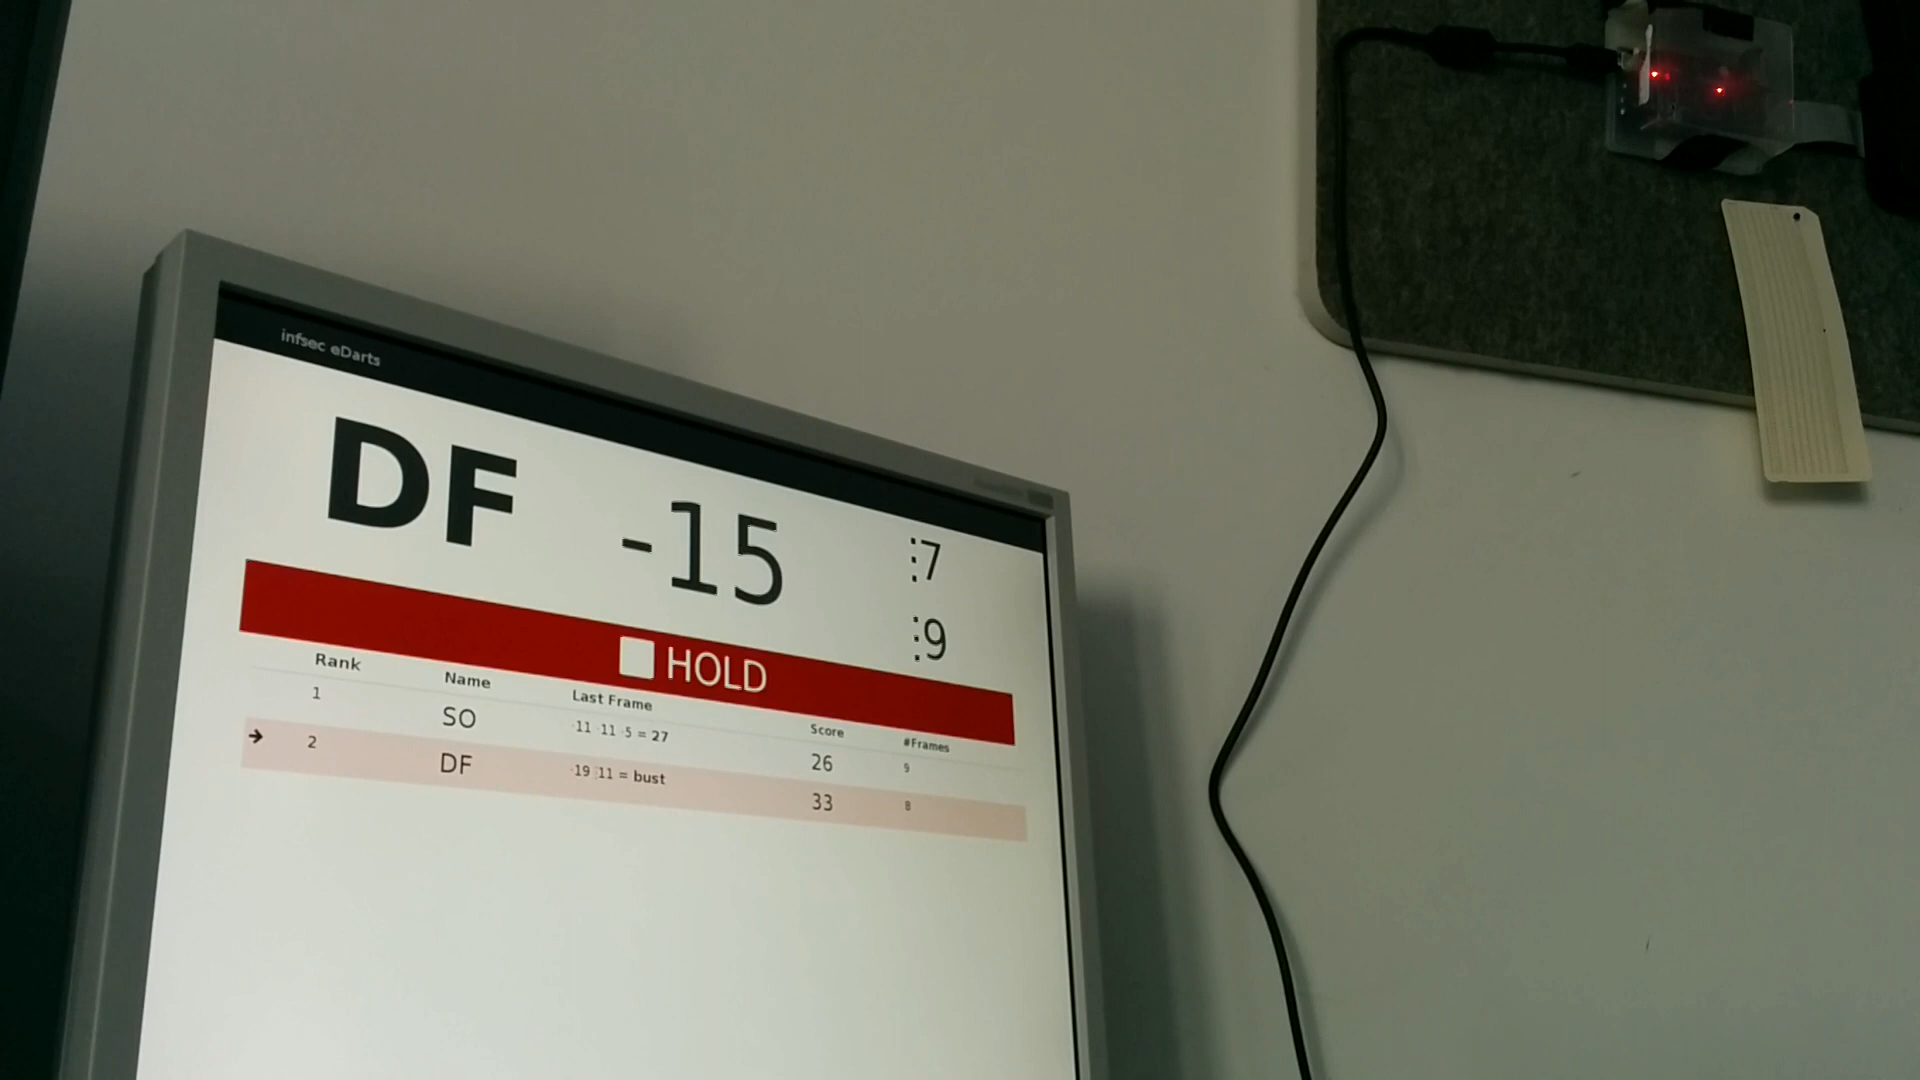 infsec eDarts
DF -15 ⋮7
⋮9
HOLD
Rank Name Last Frame Score #Frames
1 SO ·11 ·11 ·5 = 27 26 9
→ 2 DF ·19 ⋮11 = bust 33 8